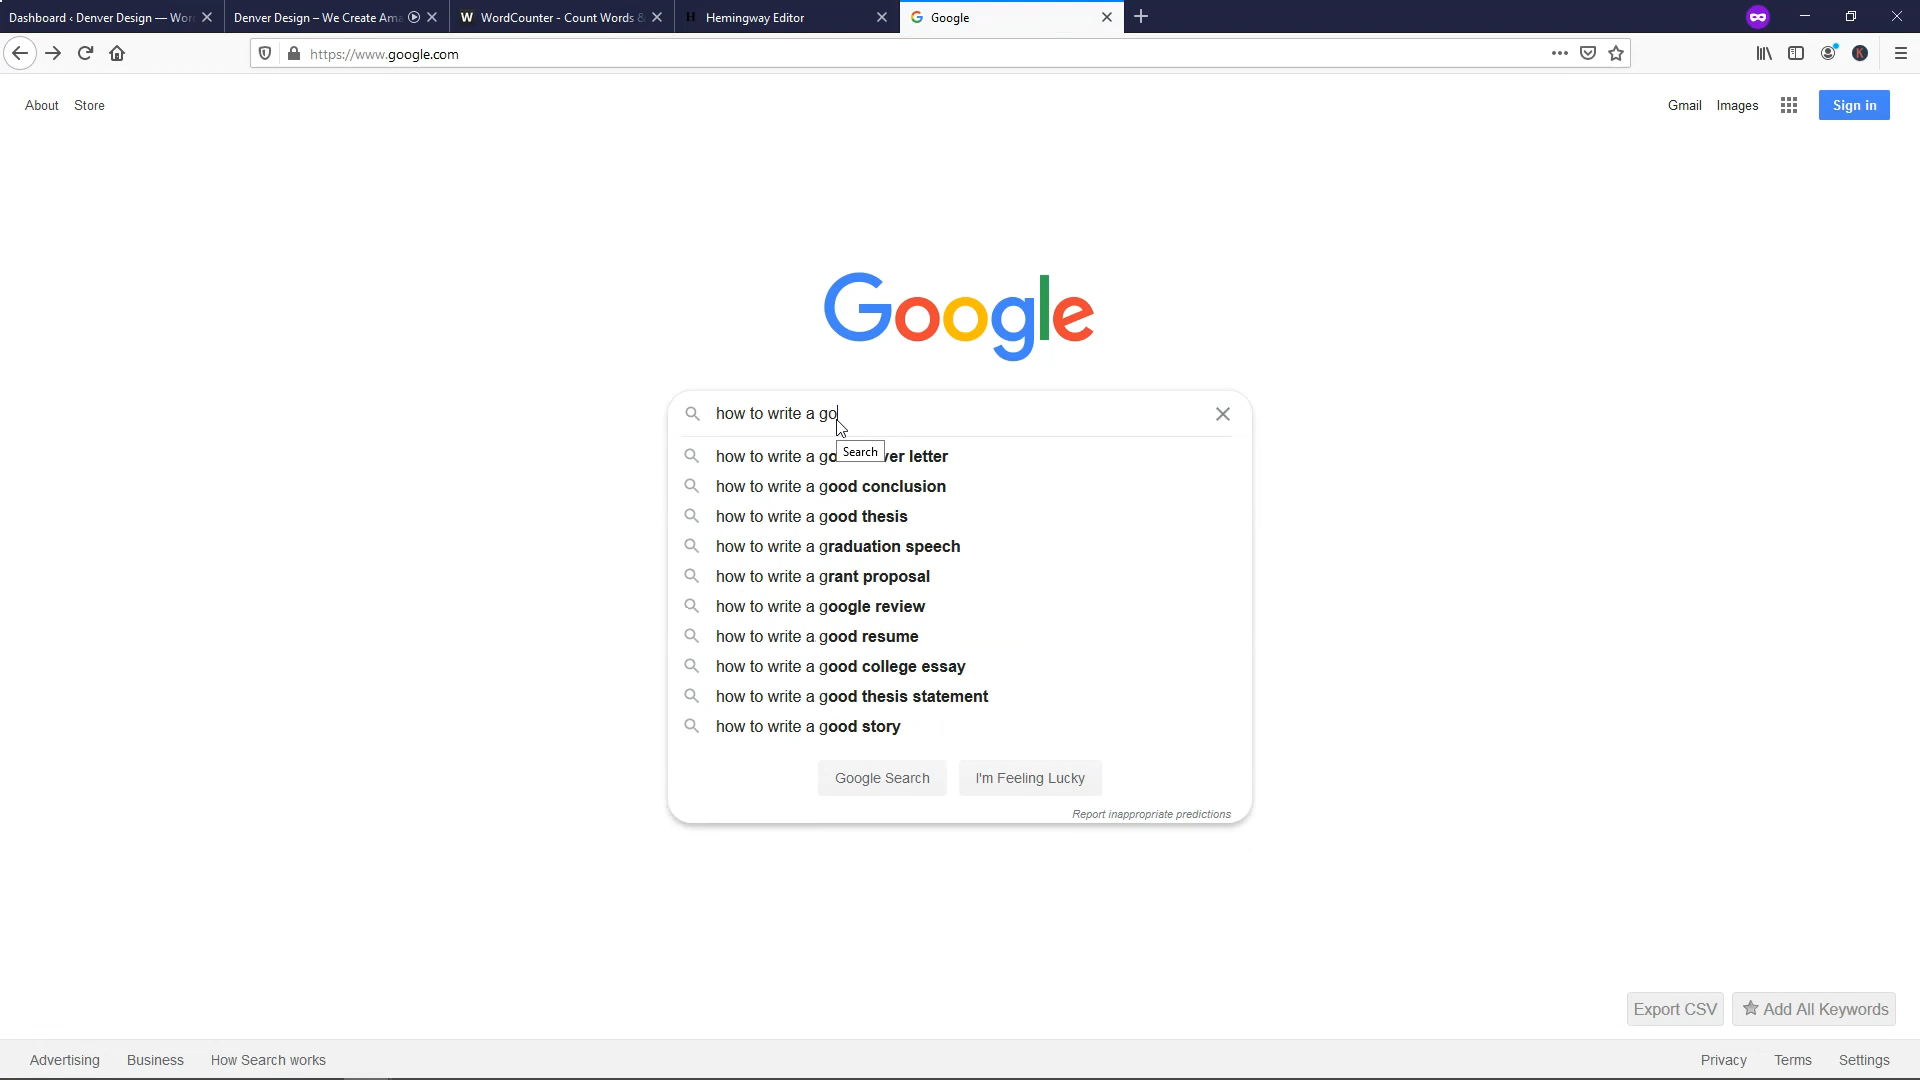 Dashboard ‹ Denver Design — Wor
Denver Design – We Create Ama
W WordCounter - Count Words &
H Hemingway Editor
G Google
https://www.google.com
K
About Store
Gmail Images Sign in
Google
how to write a go
Search
how to write a go ver letter
how to write a good conclusion
how to write a good thesis
how to write a graduation speech
how to write a grant proposal
how to write a google review
how to write a good resume
how to write a good college essay
how to write a good thesis statement
how to write a good story
Google Search I'm Feeling Lucky
Report inappropriate predictions
Export CSV Add All Keywords
Advertising Business How Search works
Privacy Terms Settings